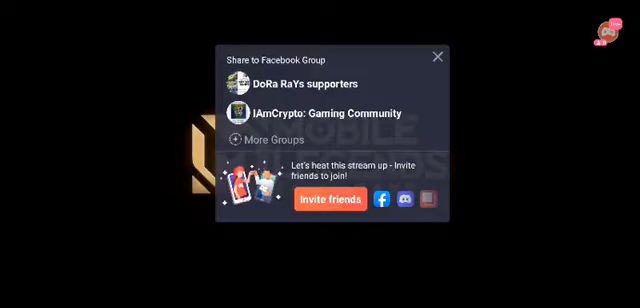 Share to Facebook Group
DoRa RaYs supporters
IAmCrypto: Gaming Community
More Groups
MOBILE
Let's heat this stream up - Invite
friends to join!
Invite friends